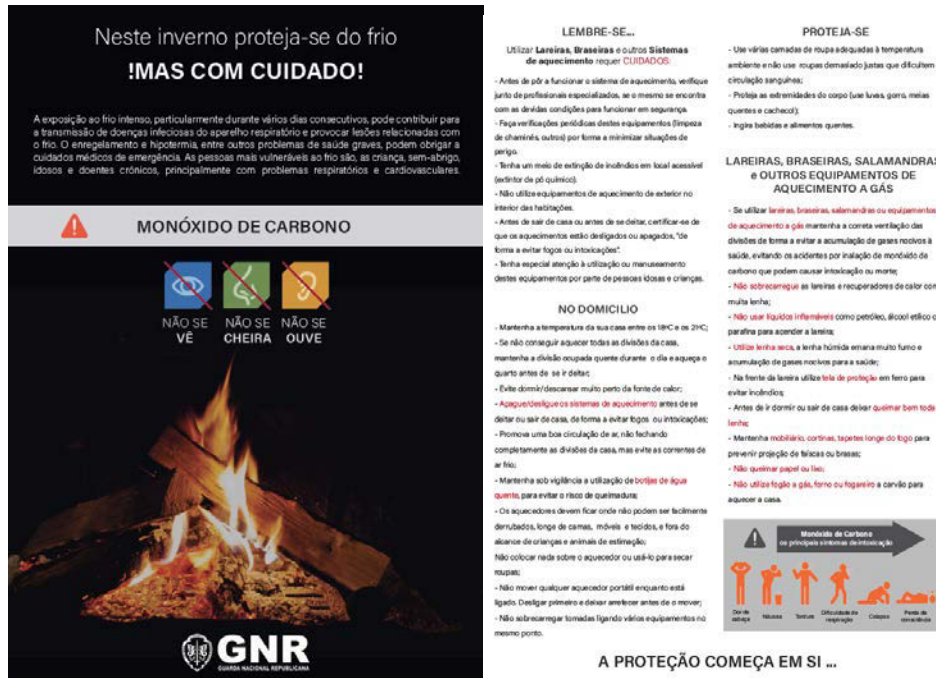 Neste inverno proteja-se do frio
!MAS COM CUIDADO!
A exposição ao frio intenso, particularmente durante vários dias consecutivos, pode contribuir para
a transmissão de doenças infeciosas do aparelho respiratório e provocar lesões relacionadas com
o frio. O enregelamento e hipotermia, entre outros problemas de saúde graves, podem obrigar a
cuidados médicos de emergência. As pessoas mais vulneráveis ao frio são, as criança, sem-abrigo,
idosos e doentes crónicos, principalmente com problemas respiratórios e cardiovasculares.
MONÓXIDO DE CARBONO
NÃO SE VÊ
NÃO SE CHEIRA
NÃO SE OUVE
GNR
GUARDA NACIONAL REPUBLICANA
LEMBRE-SE...
Utilizar Lareiras, Braseiras e outros Sistemas
de aquecimento requer CUIDADOS:
- Antes de pôr a funcionar o sistema de aquecimento, verifique
junto de profissionais especializados, se o mesmo se encontra
com as devidas condições para funcionar em segurança.
- Faça verificações periódicas destes equipamentos (limpeza
de chaminés, outros) por forma a minimizar situações de
perigo.
- Tenha um meio de extinção de incêndios em local acessível
(extintor de pó químico).
- Não utilize equipamentos de aquecimento de exterior no
interior das habitações.
- Antes de sair de casa ou antes de se deitar, certificar-se de
que os aquecimentos estão desligados ou apagados, "de
forma a evitar fogos ou intoxicações".
- Tenha especial atenção à utilização ou manuseamento
destes equipamentos por parte de pessoas idosas e crianças.
NO DOMICILIO
- Mantenha a temperatura da sua casa entre os 18ºC e os 21ºC;
- Se não conseguir aquecer todas as divisões da casa,
mantenha a divisão ocupada quente durante o dia e aqueça o
quarto antes de se ir deitar;
- Evite dormir/descansar muito perto da fonte de calor;
- Apague/desligue os sistemas de aquecimento antes de se
deitar ou sair de casa, de forma a evitar fogos ou intoxicações;
- Promova uma boa circulação de ar, não fechando
completamente as divisões da casa, mas evite as correntes de
ar frio;
- Mantenha sob vigilância a utilização de botijas de água
quente, para evitar o risco de queimadura;
- Os aquecedores devem ficar onde não podem ser facilmente
derrubados, longe de camas, móveis e tecidos, e fora do
alcance de crianças e animais de estimação;
Não colocar nada sobre o aquecedor ou usá-lo para secar
roupas;
- Não mover qualquer aquecedor portátil enquanto está
ligado. Desligar primeiro e deixar arrefecer antes de o mover;
- Não sobrecarregar tomadas ligando vários equipamentos no
mesmo ponto.
PROTEJA-SE
- Use várias camadas de roupa adequadas à temperatura
ambiente e não use roupas demasiado justas que dificultem
circulação sanguínea;
- Proteja as extremidades do corpo (use luvas, gorro, meias
quentes e cachecol);
- Ingira bebidas e alimentos quentes.
LAREIRAS, BRASEIRAS, SALAMANDRAS
e OUTROS EQUIPAMENTOS DE
AQUECIMENTO A GÁS
- Se utilizar lareiras, braseiras, salamandras ou equipamentos
de aquecimento a gás mantenha a correta ventilação das
divisões de forma a evitar a acumulação de gases nocivos à
saúde, evitando os acidentes por inalação de monóxido de
carbono que podem causar intoxicação ou morte;
- Não sobrecarregue as lareiras e recuperadores de calor com
muita lenha;
- Não usar líquidos inflamáveis como petróleo, álcool etílico o
parafina para acender a lareira;
- Utilize lenha seca, a lenha húmida emana muito fumo e
acumulação de gases nocivos para a saúde;
- Na frente da lareira utilize tela de proteção em ferro para
evitar incêndios;
- Antes de ir dormir ou sair de casa deixar queimar bem toda
lenha;
- Mantenha mobiliário, cortinas, tapetes longe do fogo para
prevenir projeção de faíscas ou brasas;
- Não queimar papel ou lixo;
- Não utilize fogão a gás, forno ou fogareiro a carvão para
aquecer a casa.
Monóxido de Carbono
os principais sintomas de intoxicação
Dor de cabeça
Náusea
Tontura
Dificuldade de respiração
Colapso
Perda da consciência
A PROTEÇÃO COMEÇA EM SI ...